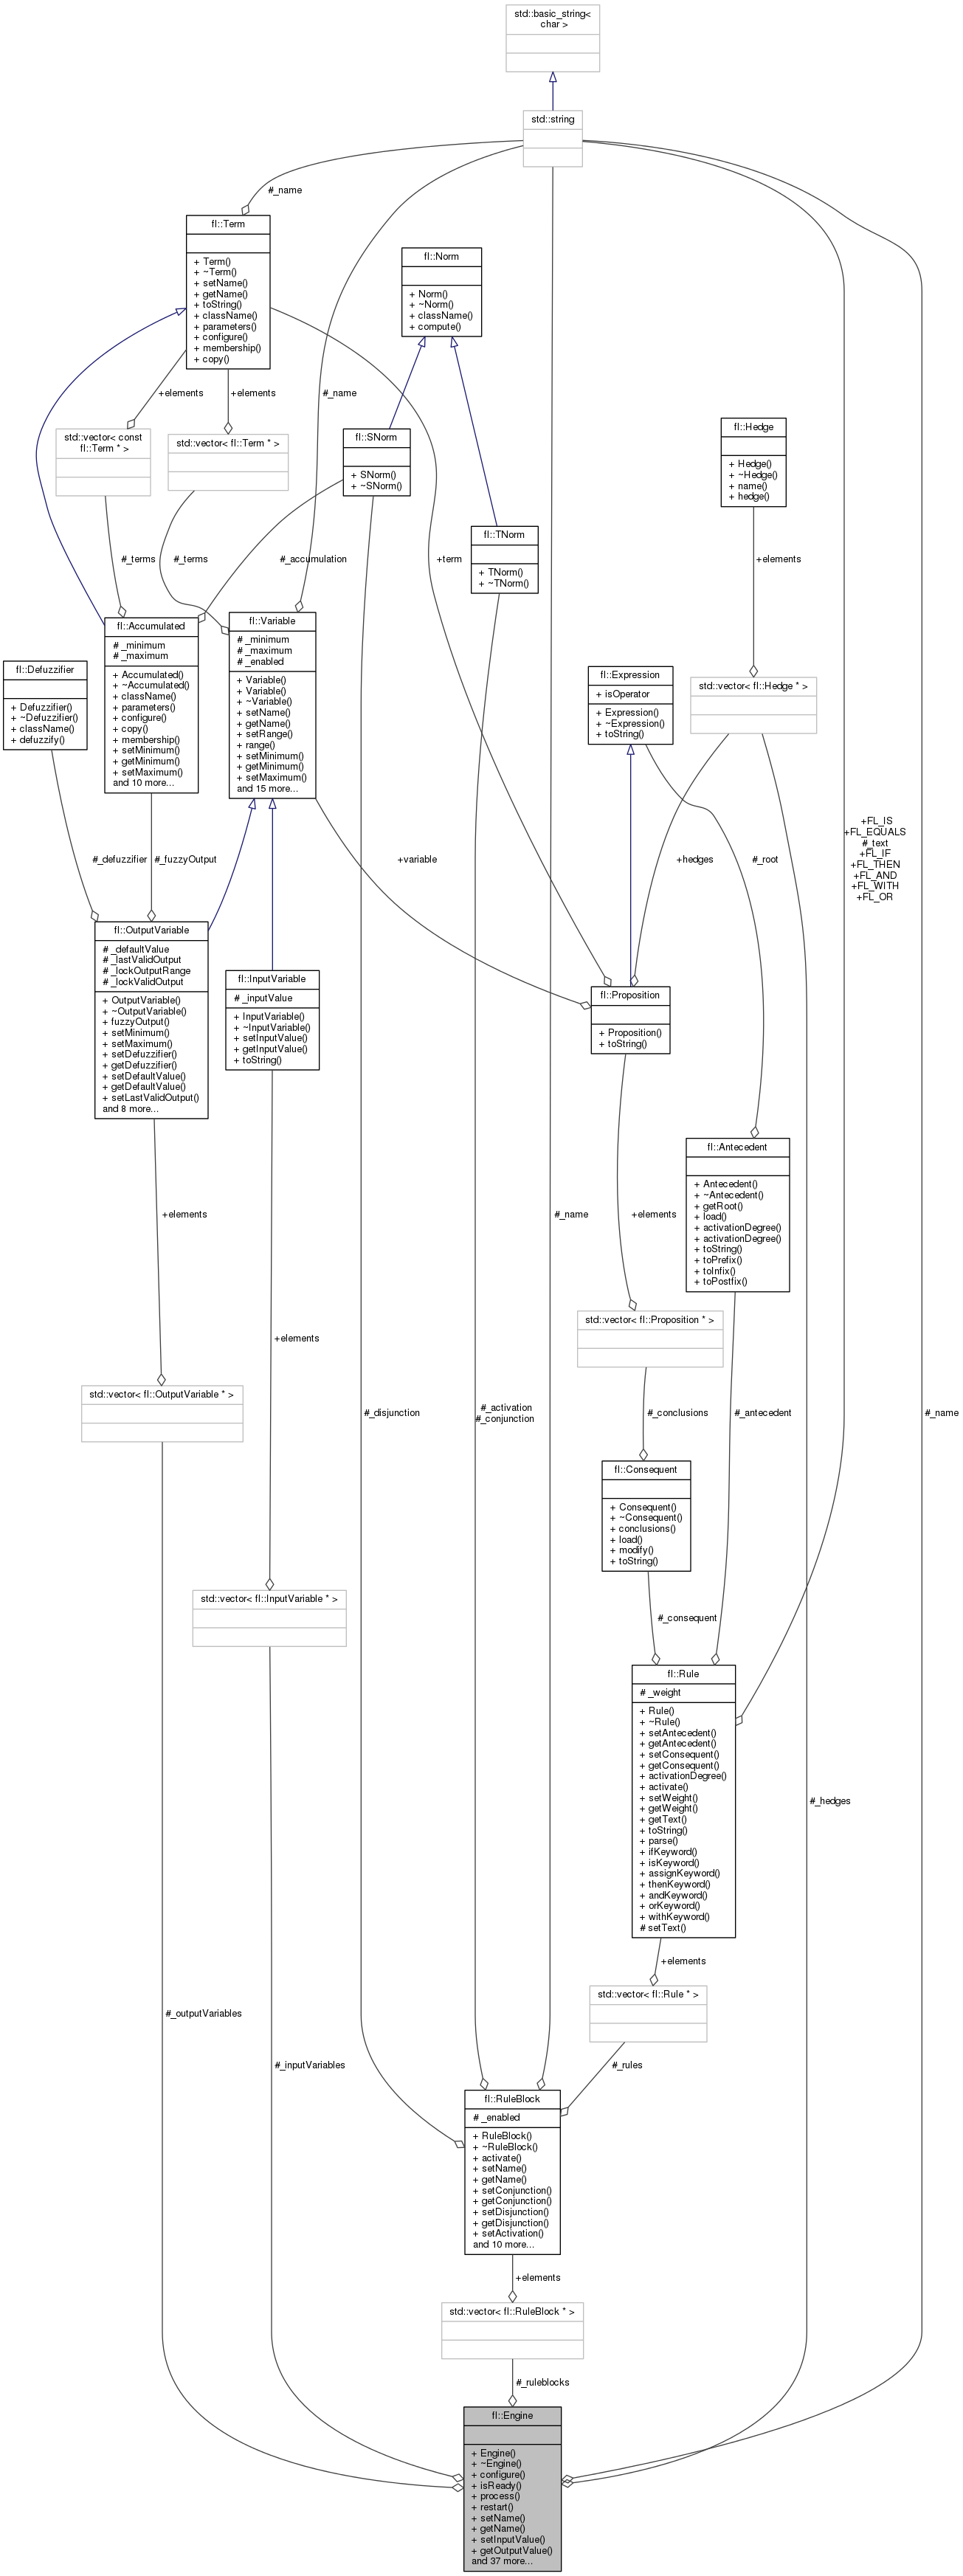 std::basic_string<
char >
std::string
#_name
fl::Term
+ Term()
+ ~Term()
+ setName()
+ getName()
+ toString()
+ className()
+ parameters()
+ configure()
+ membership()
+ copy()
fl::Norm
+ Norm()
+ ~Norm()
+ className()
+ compute()
+elements
+elements
#_name
std::vector< const
fl::Term * >
std::vector< fl::Term * >
fl::SNorm
+ SNorm()
+ ~SNorm()
fl::Hedge
+ Hedge()
+ ~Hedge()
+ name()
+ hedge()
fl::TNorm
+ TNorm()
+ ~TNorm()
#_terms
#_terms
#_accumulation
+term
+elements
fl::Accumulated
# _minimum
# _maximum
+ Accumulated()
+ ~Accumulated()
+ className()
+ parameters()
+ configure()
+ copy()
+ membership()
+ setMinimum()
+ getMinimum()
+ setMaximum()
and 10 more...
fl::Variable
# _minimum
# _maximum
# _enabled
+ Variable()
+ Variable()
+ ~Variable()
+ setName()
+ getName()
+ setRange()
+ range()
+ setMinimum()
+ getMinimum()
+ setMaximum()
and 15 more...
fl::Defuzzifier
+ Defuzzifier()
+ ~Defuzzifier()
+ className()
+ defuzzify()
fl::Expression
+ isOperator
+ Expression()
+ ~Expression()
+ toString()
std::vector< fl::Hedge * >
#_defuzzifier
#_fuzzyOutput
+variable
+hedges
#_root
+FL_IS
+FL_EQUALS
#_text
+FL_IF
+FL_THEN
+FL_AND
+FL_WITH
+FL_OR
fl::OutputVariable
# _defaultValue
# _lastValidOutput
# _lockOutputRange
# _lockValidOutput
+ OutputVariable()
+ ~OutputVariable()
+ fuzzyOutput()
+ setMinimum()
+ setMaximum()
+ setDefuzzifier()
+ getDefuzzifier()
+ setDefaultValue()
+ getDefaultValue()
+ setLastValidOutput()
and 8 more...
fl::InputVariable
# _inputValue
+ InputVariable()
+ ~InputVariable()
+ setInputValue()
+ getInputValue()
+ toString()
fl::Proposition
+ Proposition()
+ toString()
fl::Antecedent
+ Antecedent()
+ ~Antecedent()
+ getRoot()
+ load()
+ activationDegree()
+ activationDegree()
+ toString()
+ toPrefix()
+ toInfix()
+ toPostfix()
+elements
#_name
+elements
+elements
std::vector< fl::Proposition * >
std::vector< fl::OutputVariable * >
#_disjunction
#_activation
#_conjunction
#_conclusions
#_antecedent
#_name
fl::Consequent
+ Consequent()
+ ~Consequent()
+ conclusions()
+ load()
+ modify()
+ toString()
std::vector< fl::InputVariable * >
#_consequent
fl::Rule
# _weight
+ Rule()
+ ~Rule()
+ setAntecedent()
+ getAntecedent()
+ setConsequent()
+ getConsequent()
+ activationDegree()
+ activate()
+ setWeight()
+ getWeight()
+ getText()
+ toString()
+ parse()
+ ifKeyword()
+ isKeyword()
+ assignKeyword()
+ thenKeyword()
+ andKeyword()
+ orKeyword()
+ withKeyword()
# setText()
#_hedges
+elements
std::vector< fl::Rule * >
#_outputVariables
#_inputVariables
#_rules
fl::RuleBlock
# _enabled
+ RuleBlock()
+ ~RuleBlock()
+ activate()
+ setName()
+ getName()
+ setConjunction()
+ getConjunction()
+ setDisjunction()
+ getDisjunction()
+ setActivation()
and 10 more...
+elements
std::vector< fl::RuleBlock * >
#_ruleblocks
fl::Engine
+ Engine()
+ ~Engine()
+ configure()
+ isReady()
+ process()
+ restart()
+ setName()
+ getName()
+ setInputValue()
+ getOutputValue()
and 37 more...